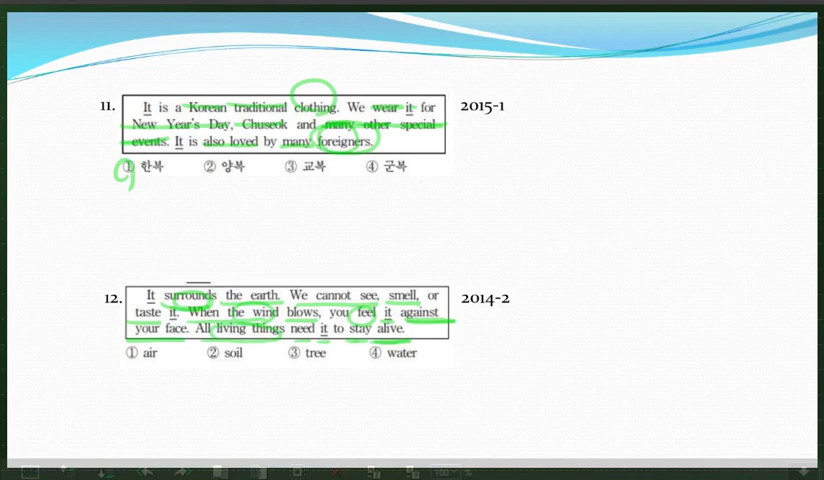 11. It is a Korean traditional clothing. We wear it for 2015-1
New Year's Day, Chuseok and many other special
events. It is also loved by many foreigners.
① 한복 ② 양복 ③ 교복 ④ 군복
12. It surrounds the earth. We cannot see, smell, or 2014-2
taste it. When the wind blows, you feel it against
your face. All living things need it to stay alive.
① air ② soil ③ tree ④ water
100 %